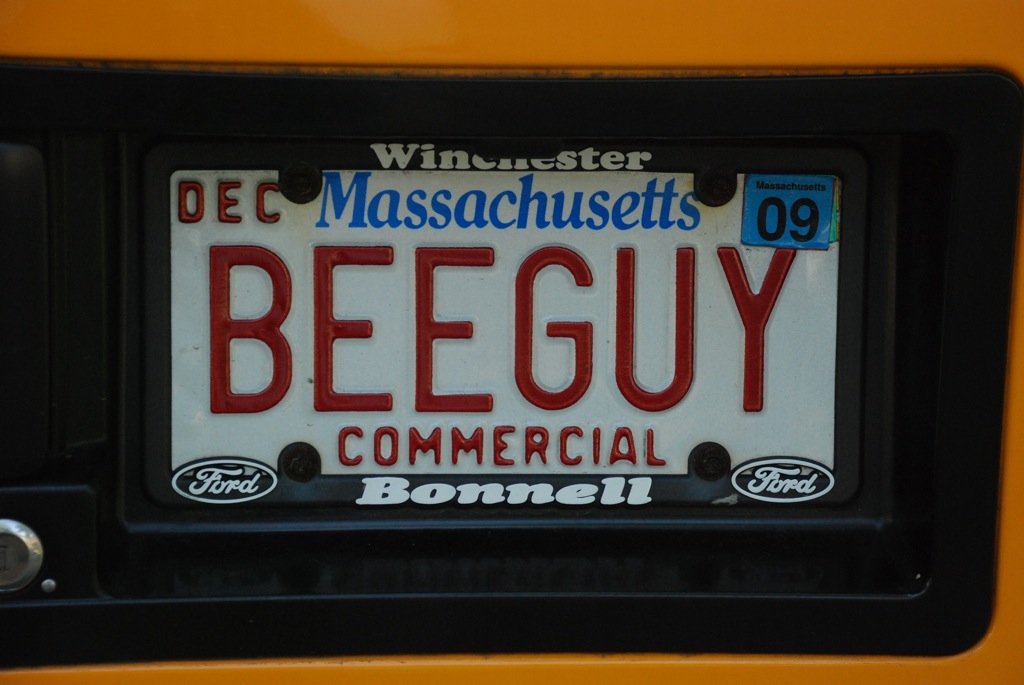 Winchester
DEC Massachusetts Massachusetts
09
BEEGUY
COMMERCIAL
Ford Bonnell Ford